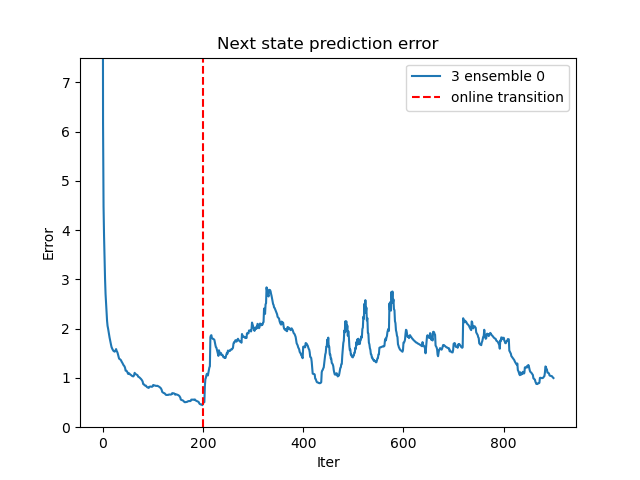 Next state prediction error
3 ensemble 0
online transition
Error
7
6
5
4
3
2
1
0
0 200 400 600 800
Iter